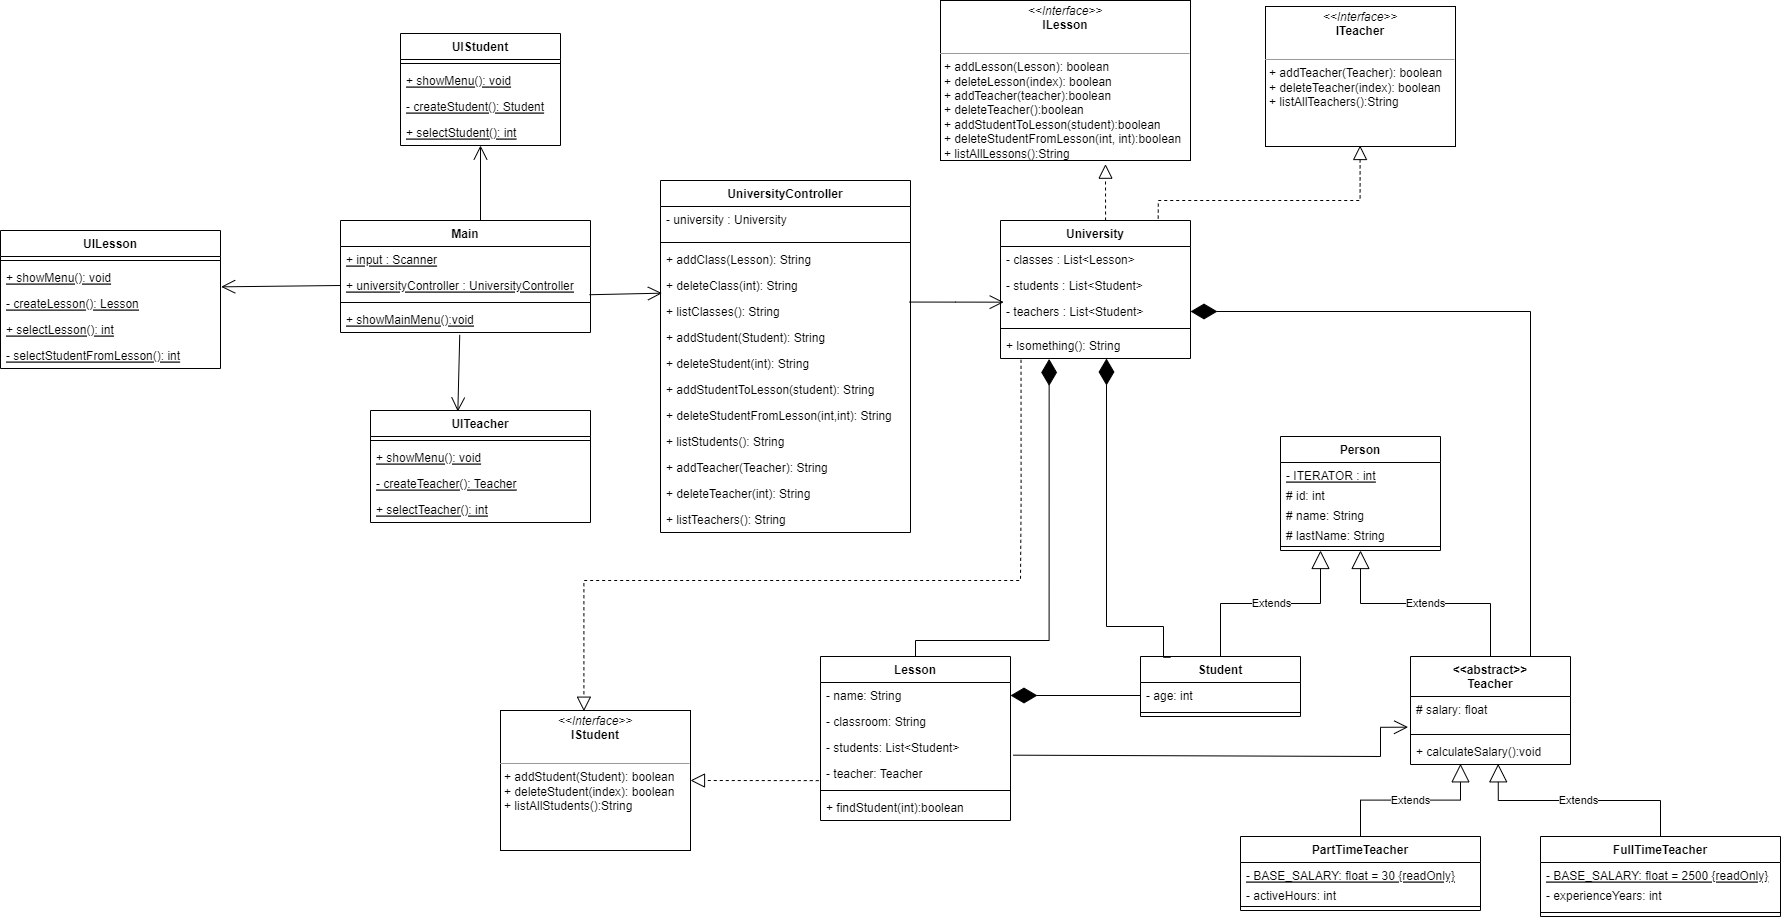 <<Interface>>
ILesson
+ addLesson(Lesson): boolean
+ deleteLesson(index): boolean
+ addTeacher(teacher):boolean
+ deleteTeacher():boolean
+ addStudentToLesson(student):boolean
+ deleteStudentFromLesson(int, int):boolean
+ listAllLessons():String
<<Interface>>
ITeacher
+ addTeacher(Teacher): boolean
+ deleteTeacher(index): boolean
+ listAllTeachers():String
UIStudent
+ showMenu(): void
- createStudent(): Student
+ selectStudent(): int
UILesson
+ showMenu(): void
- createLesson(): Lesson
+ selectLesson(): int
- selectStudentFromLesson(): int
Main
+ input : Scanner
+ universityController : UniversityController
+ showMainMenu():void
UniversityController
- university : University
+ addClass(Lesson): String
+ deleteClass(int): String
+ listClasses(): String
+ addStudent(Student): String
+ deleteStudent(int): String
+ addStudentToLesson(student): String
+ deleteStudentFromLesson(int,int): String
+ listStudents(): String
+ addTeacher(Teacher): String
+ deleteTeacher(int): String
+ listTeachers(): String
University
- classes : List<Lesson>
- students : List<Student>
- teachers : List<Student>
+ Isomething(): String
UITeacher
+ showMenu(): void
- createTeacher(): Teacher
+ selectTeacher(): int
Person
- ITERATOR : int
# id: int
# name: String
# lastName: String
Extends
Extends
Lesson
- name: String
- classroom: String
- students: List<Student>
- teacher: Teacher
+ findStudent(int):boolean
Student
- age: int
<<abstract>>
Teacher
# salary: float
+ calculateSalary():void
<<Interface>>
IStudent
+ addStudent(Student): boolean
+ deleteStudent(index): boolean
+ listAllStudents():String
Extends
Extends
PartTimeTeacher
- BASE_SALARY: float = 30 {readOnly}
- activeHours: int
FullTimeTeacher
- BASE_SALARY: float = 2500 {readOnly}
- experienceYears: int